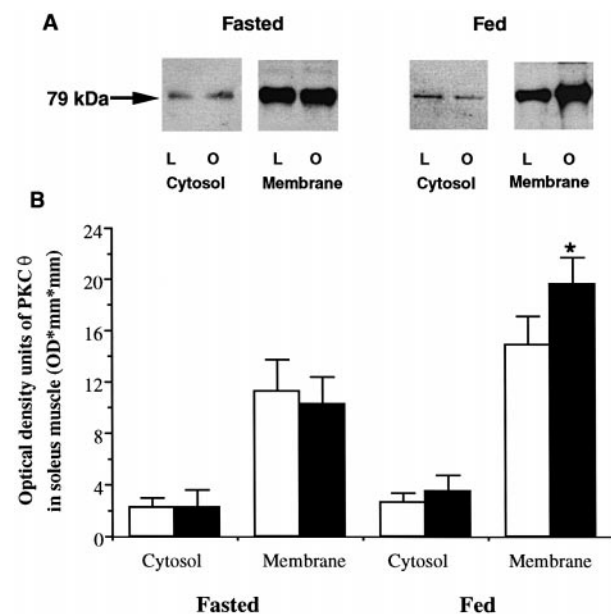 A
Fasted
Fed
79 kDa
L O L O L O L O
Cytosol Membrane Cytosol Membrane
B
Optical density units of PKC θ
in soleus muscle (OD*mm*mm)
24
20
16
12
8
4
0
*
Cytosol Membrane Cytosol Membrane
Fasted Fed